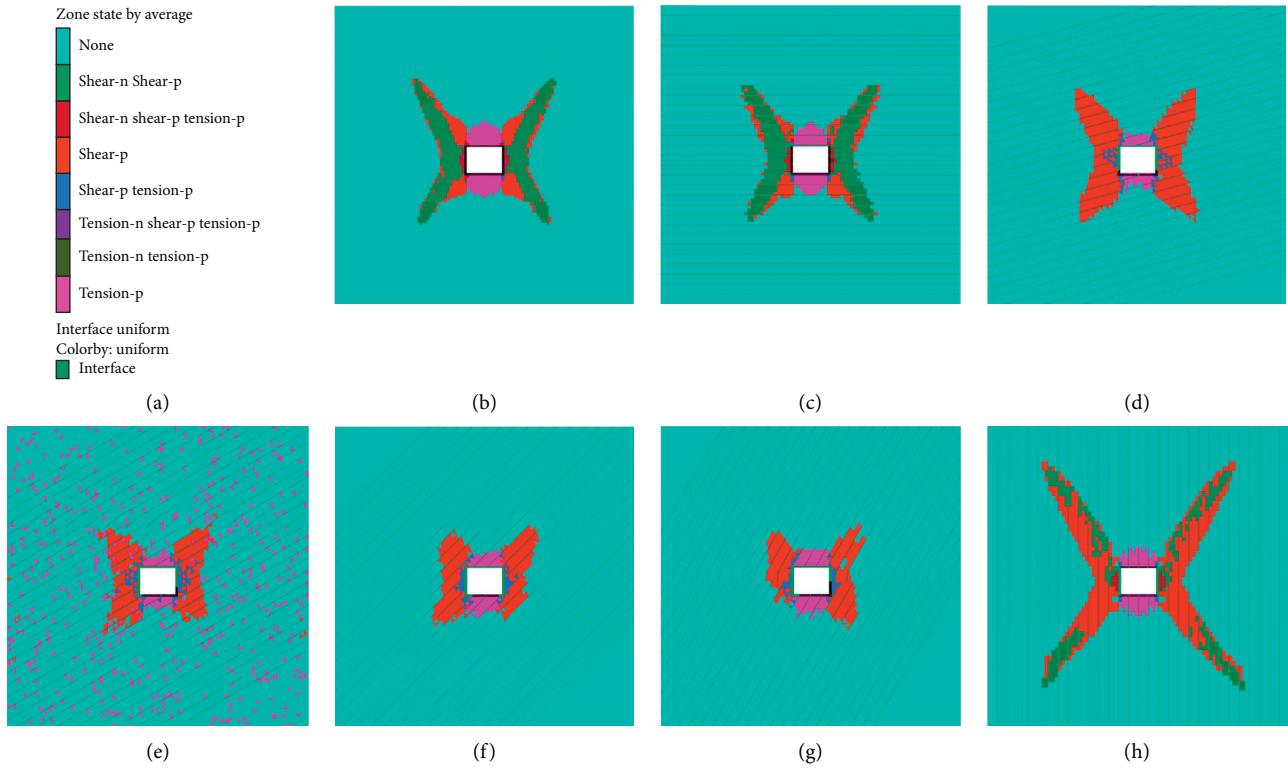 Zone state by average
None
Shear-n Shear-p
Shear-n shear-p tension-p
Shear-p
Shear-p tension-p
Tension-n shear-p tension-p
Tension-n tension-p
Tension-p
Interface uniform
Colorby: uniform
Interface
(a)
(b)
(c)
(d)
(e)
(f)
(g)
(h)